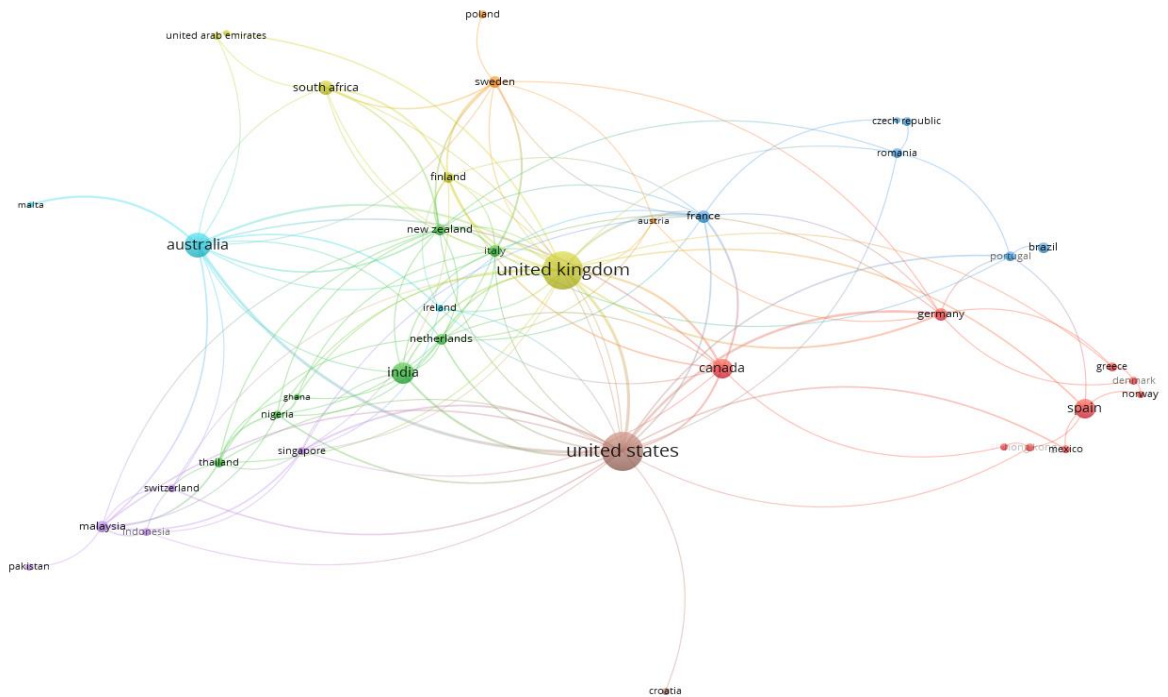 poland
united arab emirates
sweden
south africa
czech republic
romania
finland
malta
france
austria
new zealand
australia
brazil
italy
portugal
united kingdom
ireland
germany
netherlands
greece
canada
india
denmark
norway
ghana
spain
nigeria
hong kong
mexico
singapore
united states
thailand
switzerland
malaysia
indonesia
pakistan
croatia